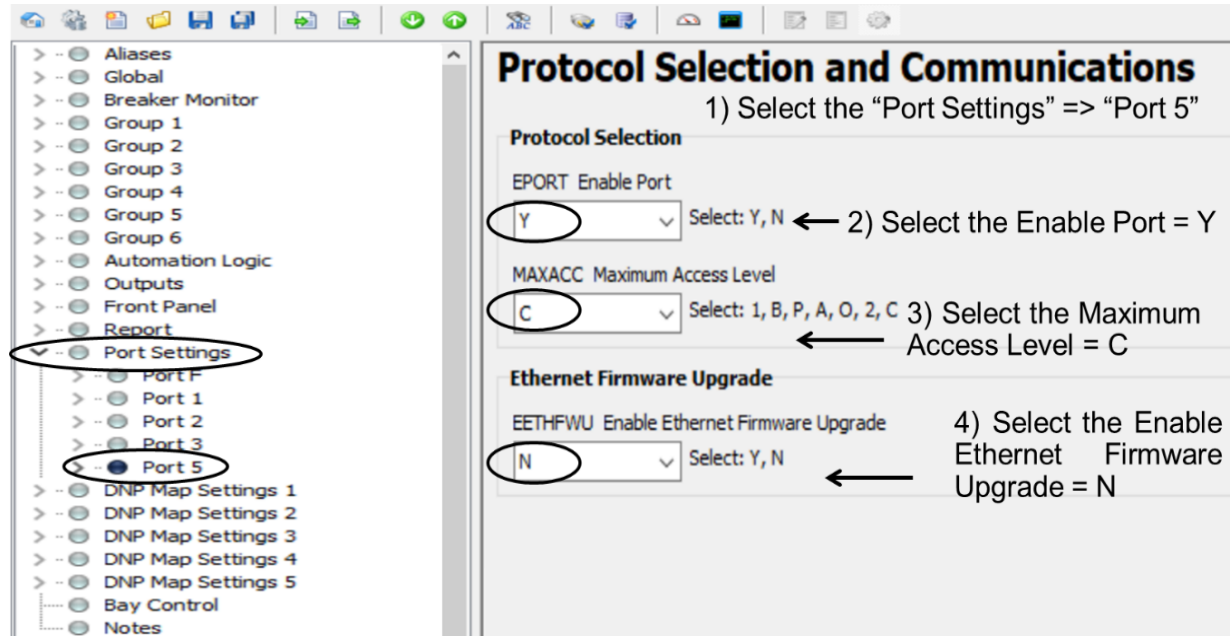 ABC
Aliases
Global
Breaker Monitor
Group 1
Group 2
Group 3
Group 4
Group 5
Group 6
Automation Logic
Outputs
Front Panel
Report
Port Settings
Port F
Port 1
Port 2
Port 3
Port 5
DNP Map Settings 1
DNP Map Settings 2
DNP Map Settings 3
DNP Map Settings 4
DNP Map Settings 5
Bay Control
Notes
Protocol Selection and Communications
1) Select the “Port Settings” => “Port 5”
Protocol Selection
EPORT Enable Port
Y Select: Y, N
2) Select the Enable Port = Y
MAXACC Maximum Access Level
C Select: 1, B, P, A, O, 2, C
3) Select the Maximum
Access Level = C
Ethernet Firmware Upgrade
EETHFWU Enable Ethernet Firmware Upgrade
N Select: Y, N
4) Select the Enable
Ethernet Firmware
Upgrade = N